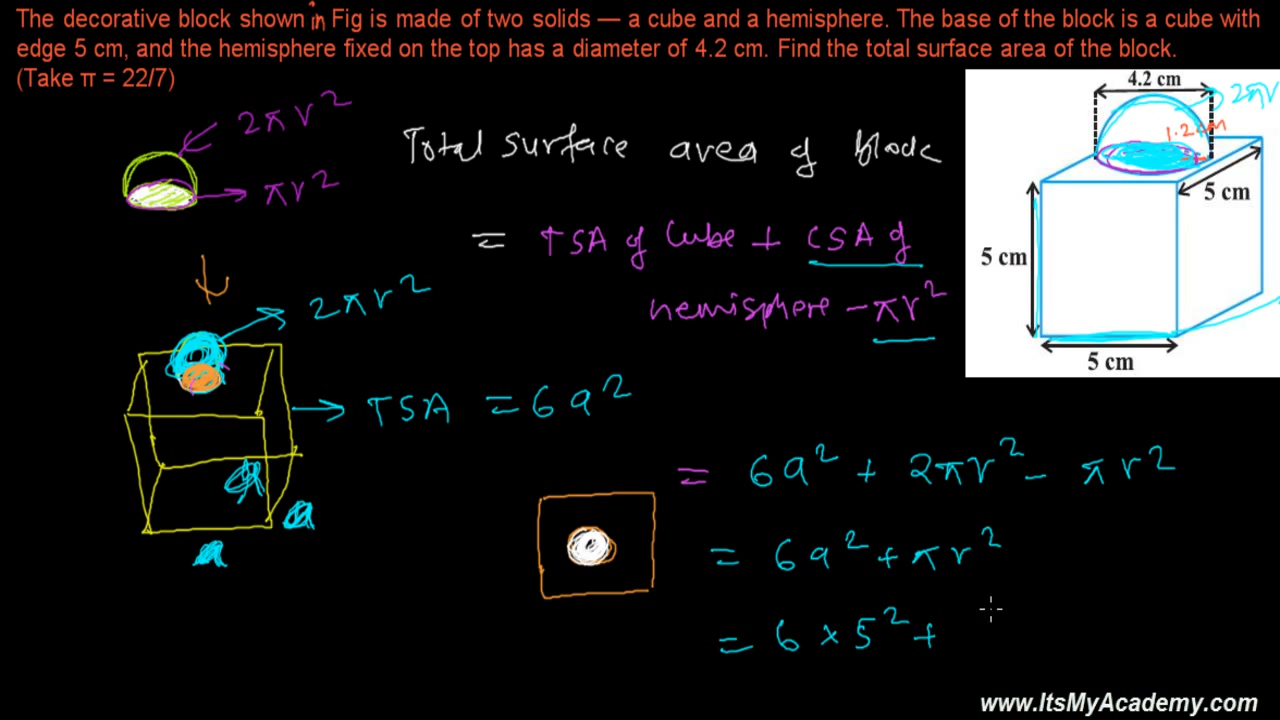 The decorative block shown in Fig is made of two solids — a cube and a hemisphere. The base of the block is a cube with
edge 5 cm, and the hemisphere fixed on the top has a diameter of 4.2 cm. Find the total surface area of the block.
(Take π = 22/7)
2πr²
πr²
Total surface area of block
= TSA of Cube + CSA of
hemisphere - πr²
4.2 cm
2πr
5 cm
5 cm
5 cm
2πr²
→ TSA = 6a²
a
a
a
= 6a² + 2πr² - πr²
= 6a² + πr²
= 6 × 5² +
www.ItsMyAcademy.com